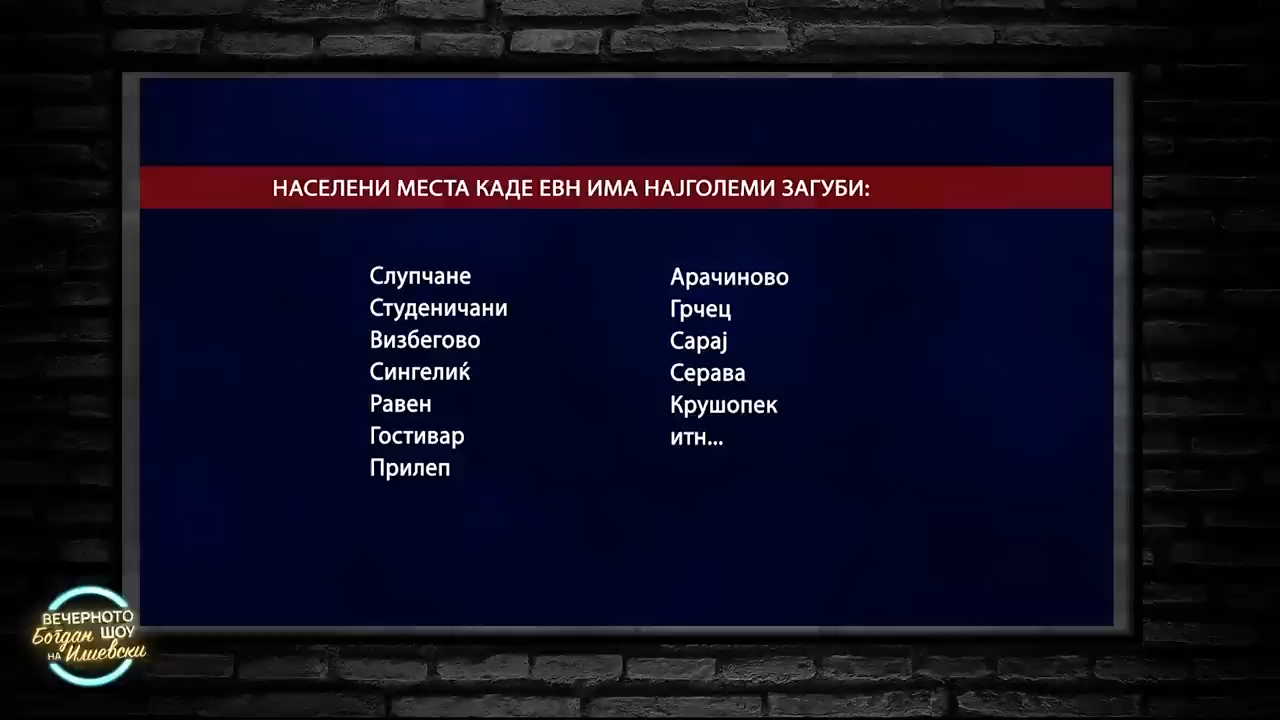 НАСЕЛЕНИ МЕСТА КАДЕ ЕВН ИМА НАЈГОЛЕМИ ЗАГУБИ:
Слупчане
Студеничани
Визбегово
Сингелиќ
Равен
Гостивар
Прилеп
Арачиново
Грчец
Сарај
Серава
Крушопек
итн...
ВЕЧЕРНОТО
Богдан ШОУ
НА Илиевски